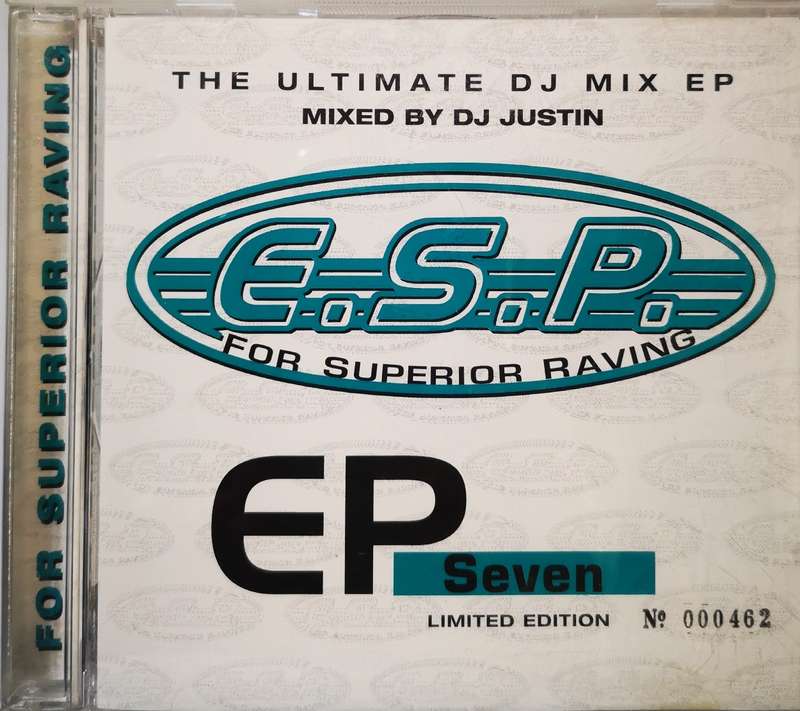 FOR SUPERIOR RAVING
THE ULTIMATE DJ MIX EP
MIXED BY DJ JUSTIN
E.S.P.
FOR SUPERIOR RAVING
EP
Seven
LIMITED EDITION Nº 000462